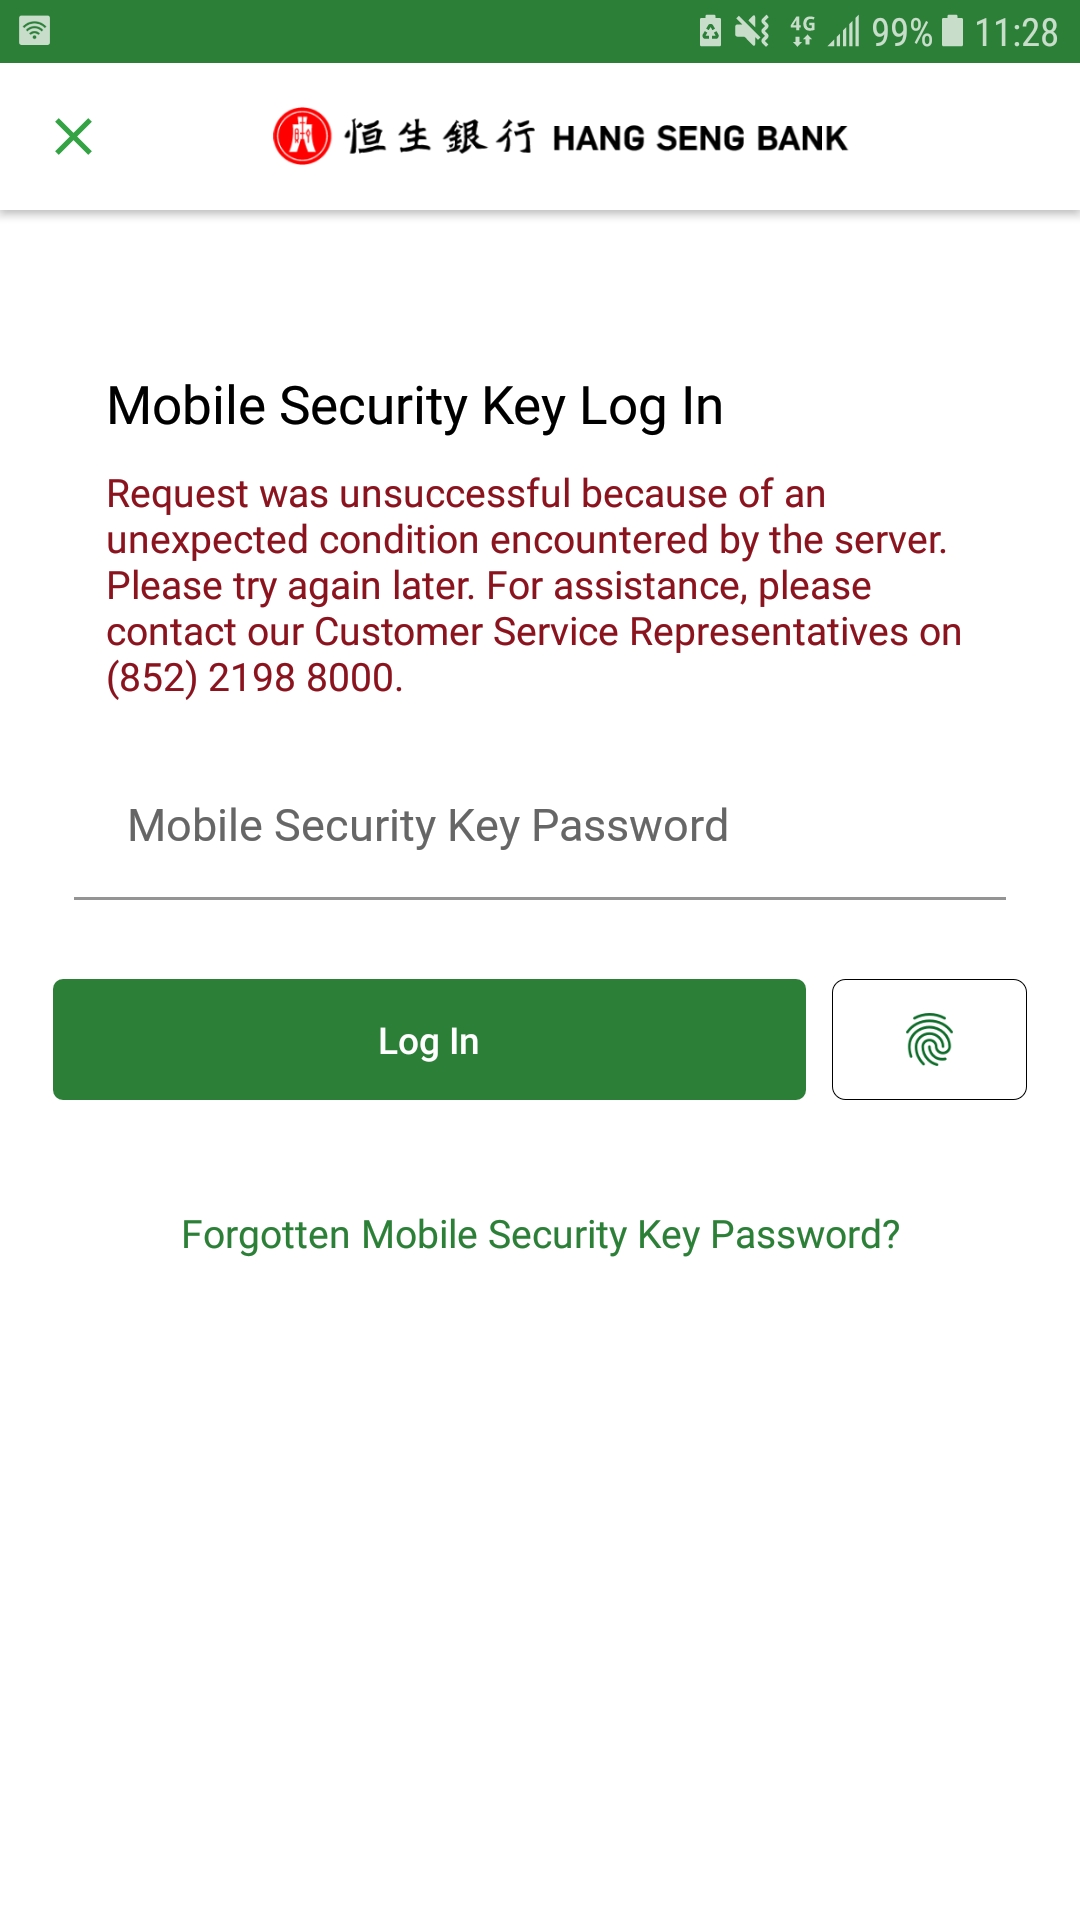 4G 99% 11:28
恒生銀行 HANG SENG BANK
Mobile Security Key Log In
Request was unsuccessful because of an
unexpected condition encountered by the server.
Please try again later. For assistance, please
contact our Customer Service Representatives on
(852) 2198 8000.
Mobile Security Key Password
Log In
Forgotten Mobile Security Key Password?